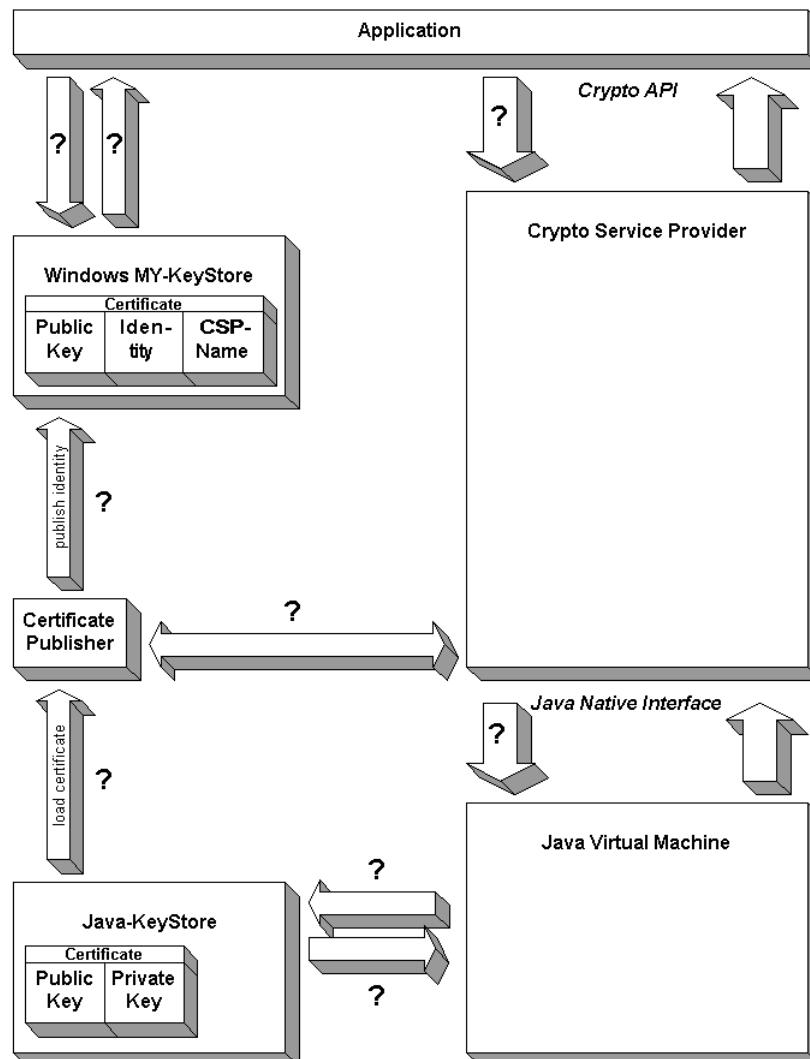 Application
Crypto API
?
?
?
Crypto Service Provider
Windows MY-KeyStore
Certificate
Public
Key
Iden-
tity
CSP-
Name
publish identity
?
Certificate
Publisher
?
Java Native Interface
?
load certificate
?
Java Virtual Machine
?
Java-KeyStore
Certificate
Public
Key
Private
Key
?